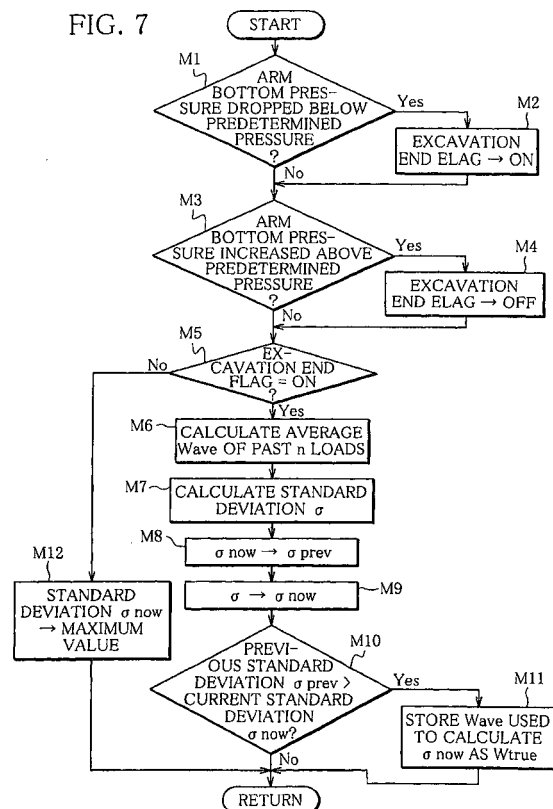 FIG. 7
START
M1
ARM
BOTTOM PRES-
SURE DROPPED BELOW
PREDETERMINED
PRESSURE
?
Yes
M2
EXCAVATION
END ELAG → ON
No
M3
ARM
BOTTOM PRES-
SURE INCREASED ABOVE
PREDETERMINED
PRESSURE
?
Yes
M4
EXCAVATION
END ELAG → OFF
No
M5
EX-
CAVATION END
FLAG = ON
?
No
Yes
M6
CALCULATE AVERAGE
Wave OF PAST n LOADS
M7
CALCULATE STANDARD
DEVIATION σ
M8
σ now → σ prev
M9
σ → σ now
M12
STANDARD
DEVIATION σ now
→ MAXIMUM
VALUE
M10
PREVI-
OUS STANDARD
DEVIATION σ prev >
CURRENT STANDARD
DEVIATION
σ now?
Yes
M11
STORE Wave USED
TO CALCULATE
σ now AS Wtrue
No
RETURN